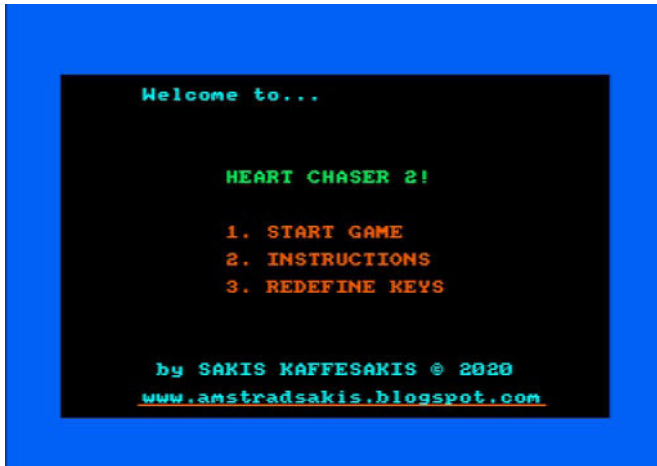 Welcome to...
HEART CHASER 2!
1. START GAME
2. INSTRUCTIONS
3. REDEFINE KEYS
by SAKIS KAFFESAKIS © 2020
www.amstradsakis.blogspot.com